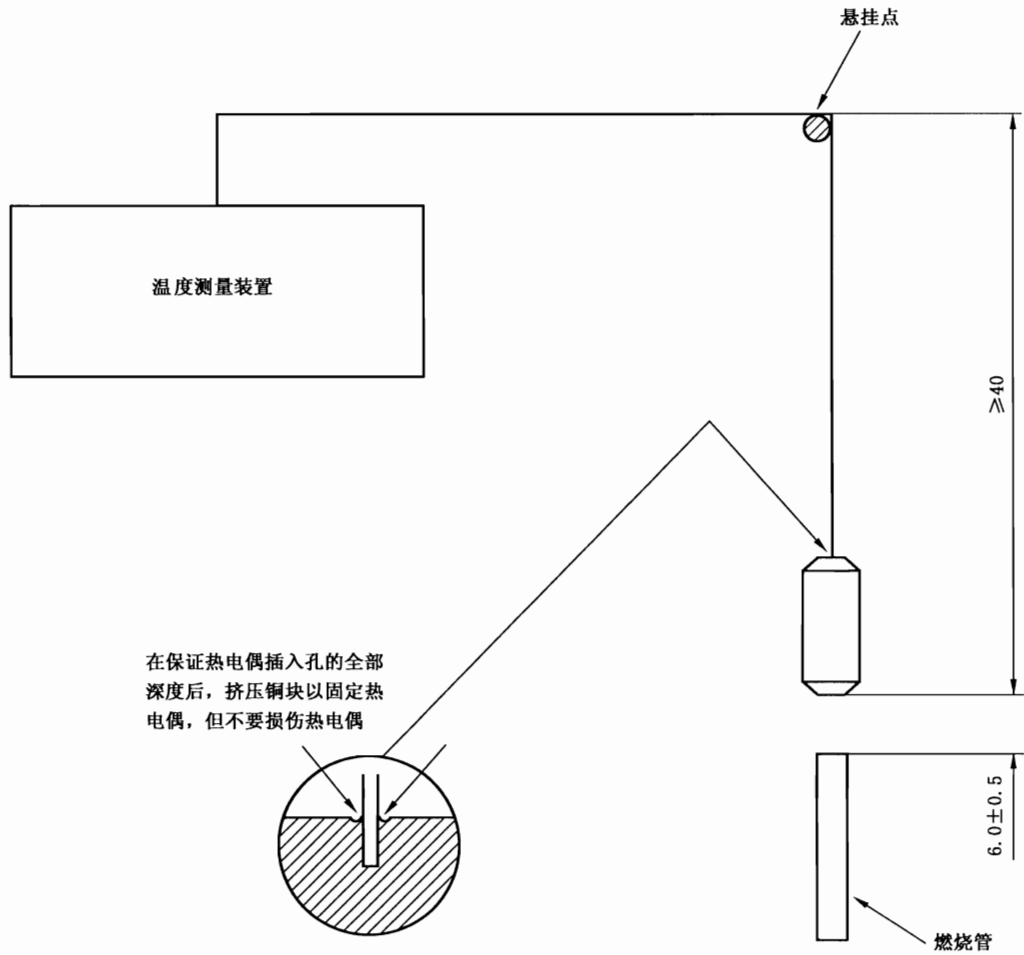 悬挂点
温度测量装置
≥40
在保证热电偶插入孔的全部
深度后，挤压铜块以固定热
电偶，但不要损伤热电偶
6.0±0.5
燃烧管